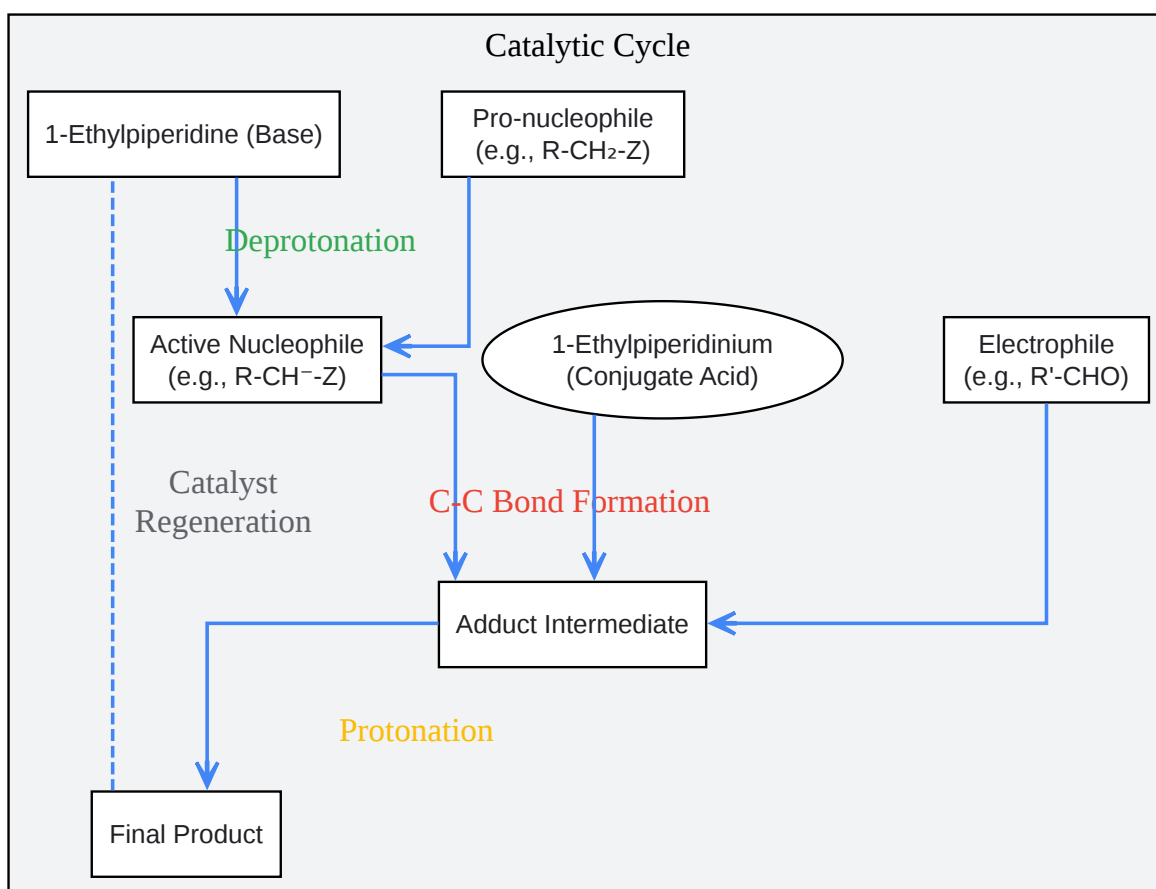 Catalytic Cycle
1-Ethylpiperidine (Base)
Pro-nucleophile
(e.g., R-CH₂-Z)
Deprotonation
Active Nucleophile
(e.g., R-CH⁻-Z)
1-Ethylpiperidinium
(Conjugate Acid)
Electrophile
(e.g., R'-CHO)
Catalyst
Regeneration
C-C Bond Formation
Adduct Intermediate
Protonation
Final Product